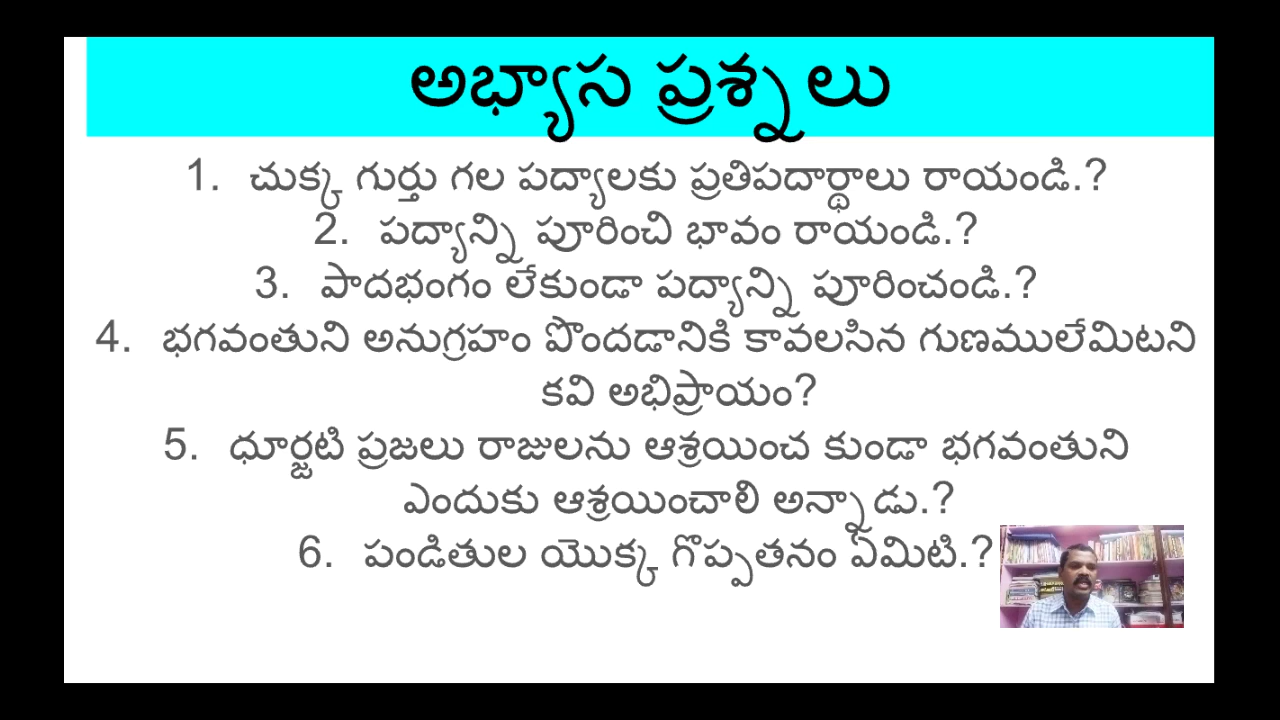 అభ్యాస ప్రశ్నలు
1. చుక్క గుర్తు గల పద్యాలకు ప్రతిపదార్థాలు రాయండి.?
2. పద్యాన్ని పూరించి భావం రాయండి.?
3. పాదభంగం లేకుండా పద్యాన్ని పూరించండి.?
4. భగవంతుని అనుగ్రహం పొందడానికి కావలసిన గుణములేమిటని
కవి అభిప్రాయం?
5. ధూర్జటి ప్రజలు రాజులను ఆశ్రయించ కుండా భగవంతుని
ఎందుకు ఆశ్రయించాలి అన్నాడు.?
6. పండితుల యొక్క గొప్పతనం ఏమిటి.?